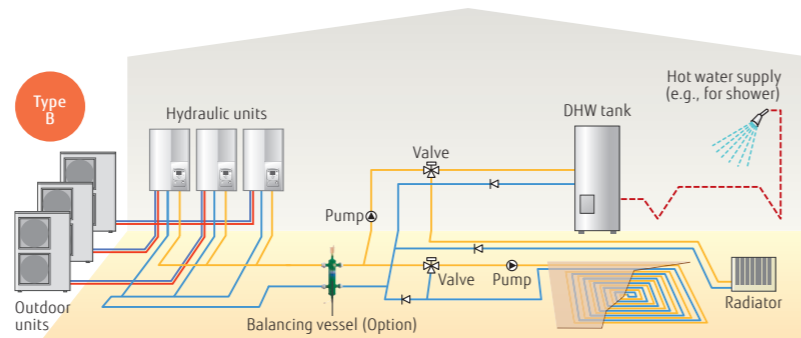 Type
B
Hydraulic units
Hot water supply
(e.g., for shower)
DHW tank
Valve
Pump
Valve
Pump
Radiator
Outdoor
units
Balancing vessel (Option)